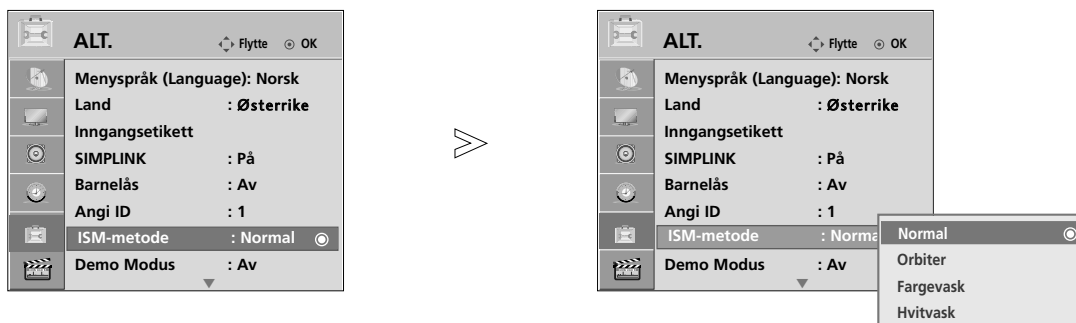 ALT. Flytte OK
Menyspråk (Language): Norsk
Land : Østerrike
Inngangsetikett
SIMPLINK : På
Barnelås : Av
Angi ID : 1
ISM-metode : Normal
Demo Modus : Av
>
ALT. Flytte OK
Menyspråk (Language): Norsk
Land : Østerrike
Inngangsetikett
SIMPLINK : På
Barnelås : Av
Angi ID : 1
ISM-metode : Norma
Demo Modus : Av
Normal
Orbiter
Fargevask
Hvitvask